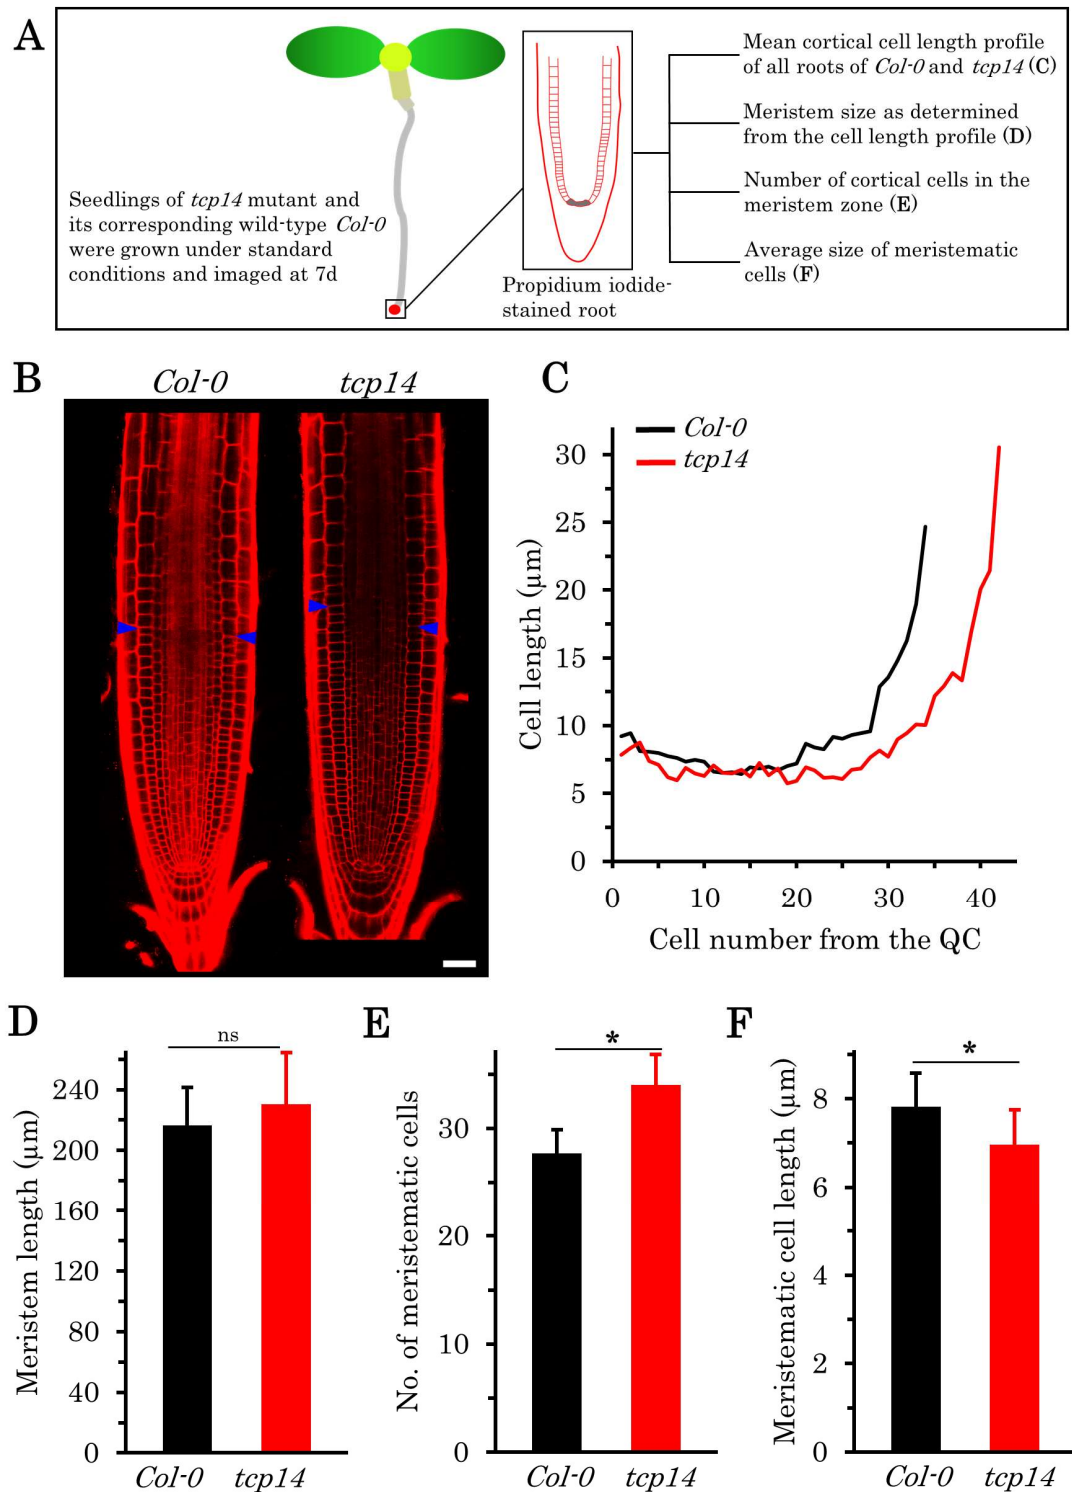 A
Seedlings of tcp14 mutant and
its corresponding wild-type Col-0
were grown under standard
conditions and imaged at 7d
Propidium iodide-
stained root
Mean cortical cell length profile
of all roots of Col-0 and tcp14 (C)
Meristem size as determined
from the cell length profile (D)
Number of cortical cells in the
meristem zone (E)
Average size of meristematic
cells (F)
B
Col-0 tcp14
C
Col-0
tcp14
Cell length (µm)
30
25
20
15
10
5
0
0 10 20 30 40
Cell number from the QC
D
ns
Meristem length (µm)
240
200
160
120
80
40
0
Col-0 tcp14
E
*
No. of meristematic cells
30
20
10
0
Col-0 tcp14
F
*
Meristematic cell length (µm)
8
6
4
2
0
Col-0 tcp14